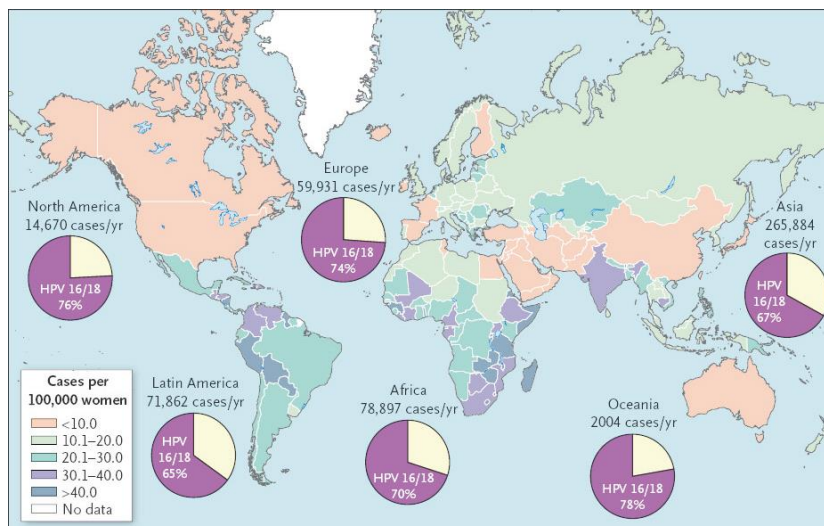 Europe
59,931 cases/yr
HPV 16/18
74%
North America
14,670 cases/yr
HPV 16/18
76%
Asia
265,884
cases/yr
HPV
16/18
67%
Cases per
100,000 women
<10.0
10.1–20.0
20.1–30.0
30.1–40.0
>40.0
No data
Latin America
71,862 cases/yr
HPV
16/18
65%
Africa
78,897 cases/yr
HPV 16/18
70%
Oceania
2004 cases/yr
HPV 16/18
78%